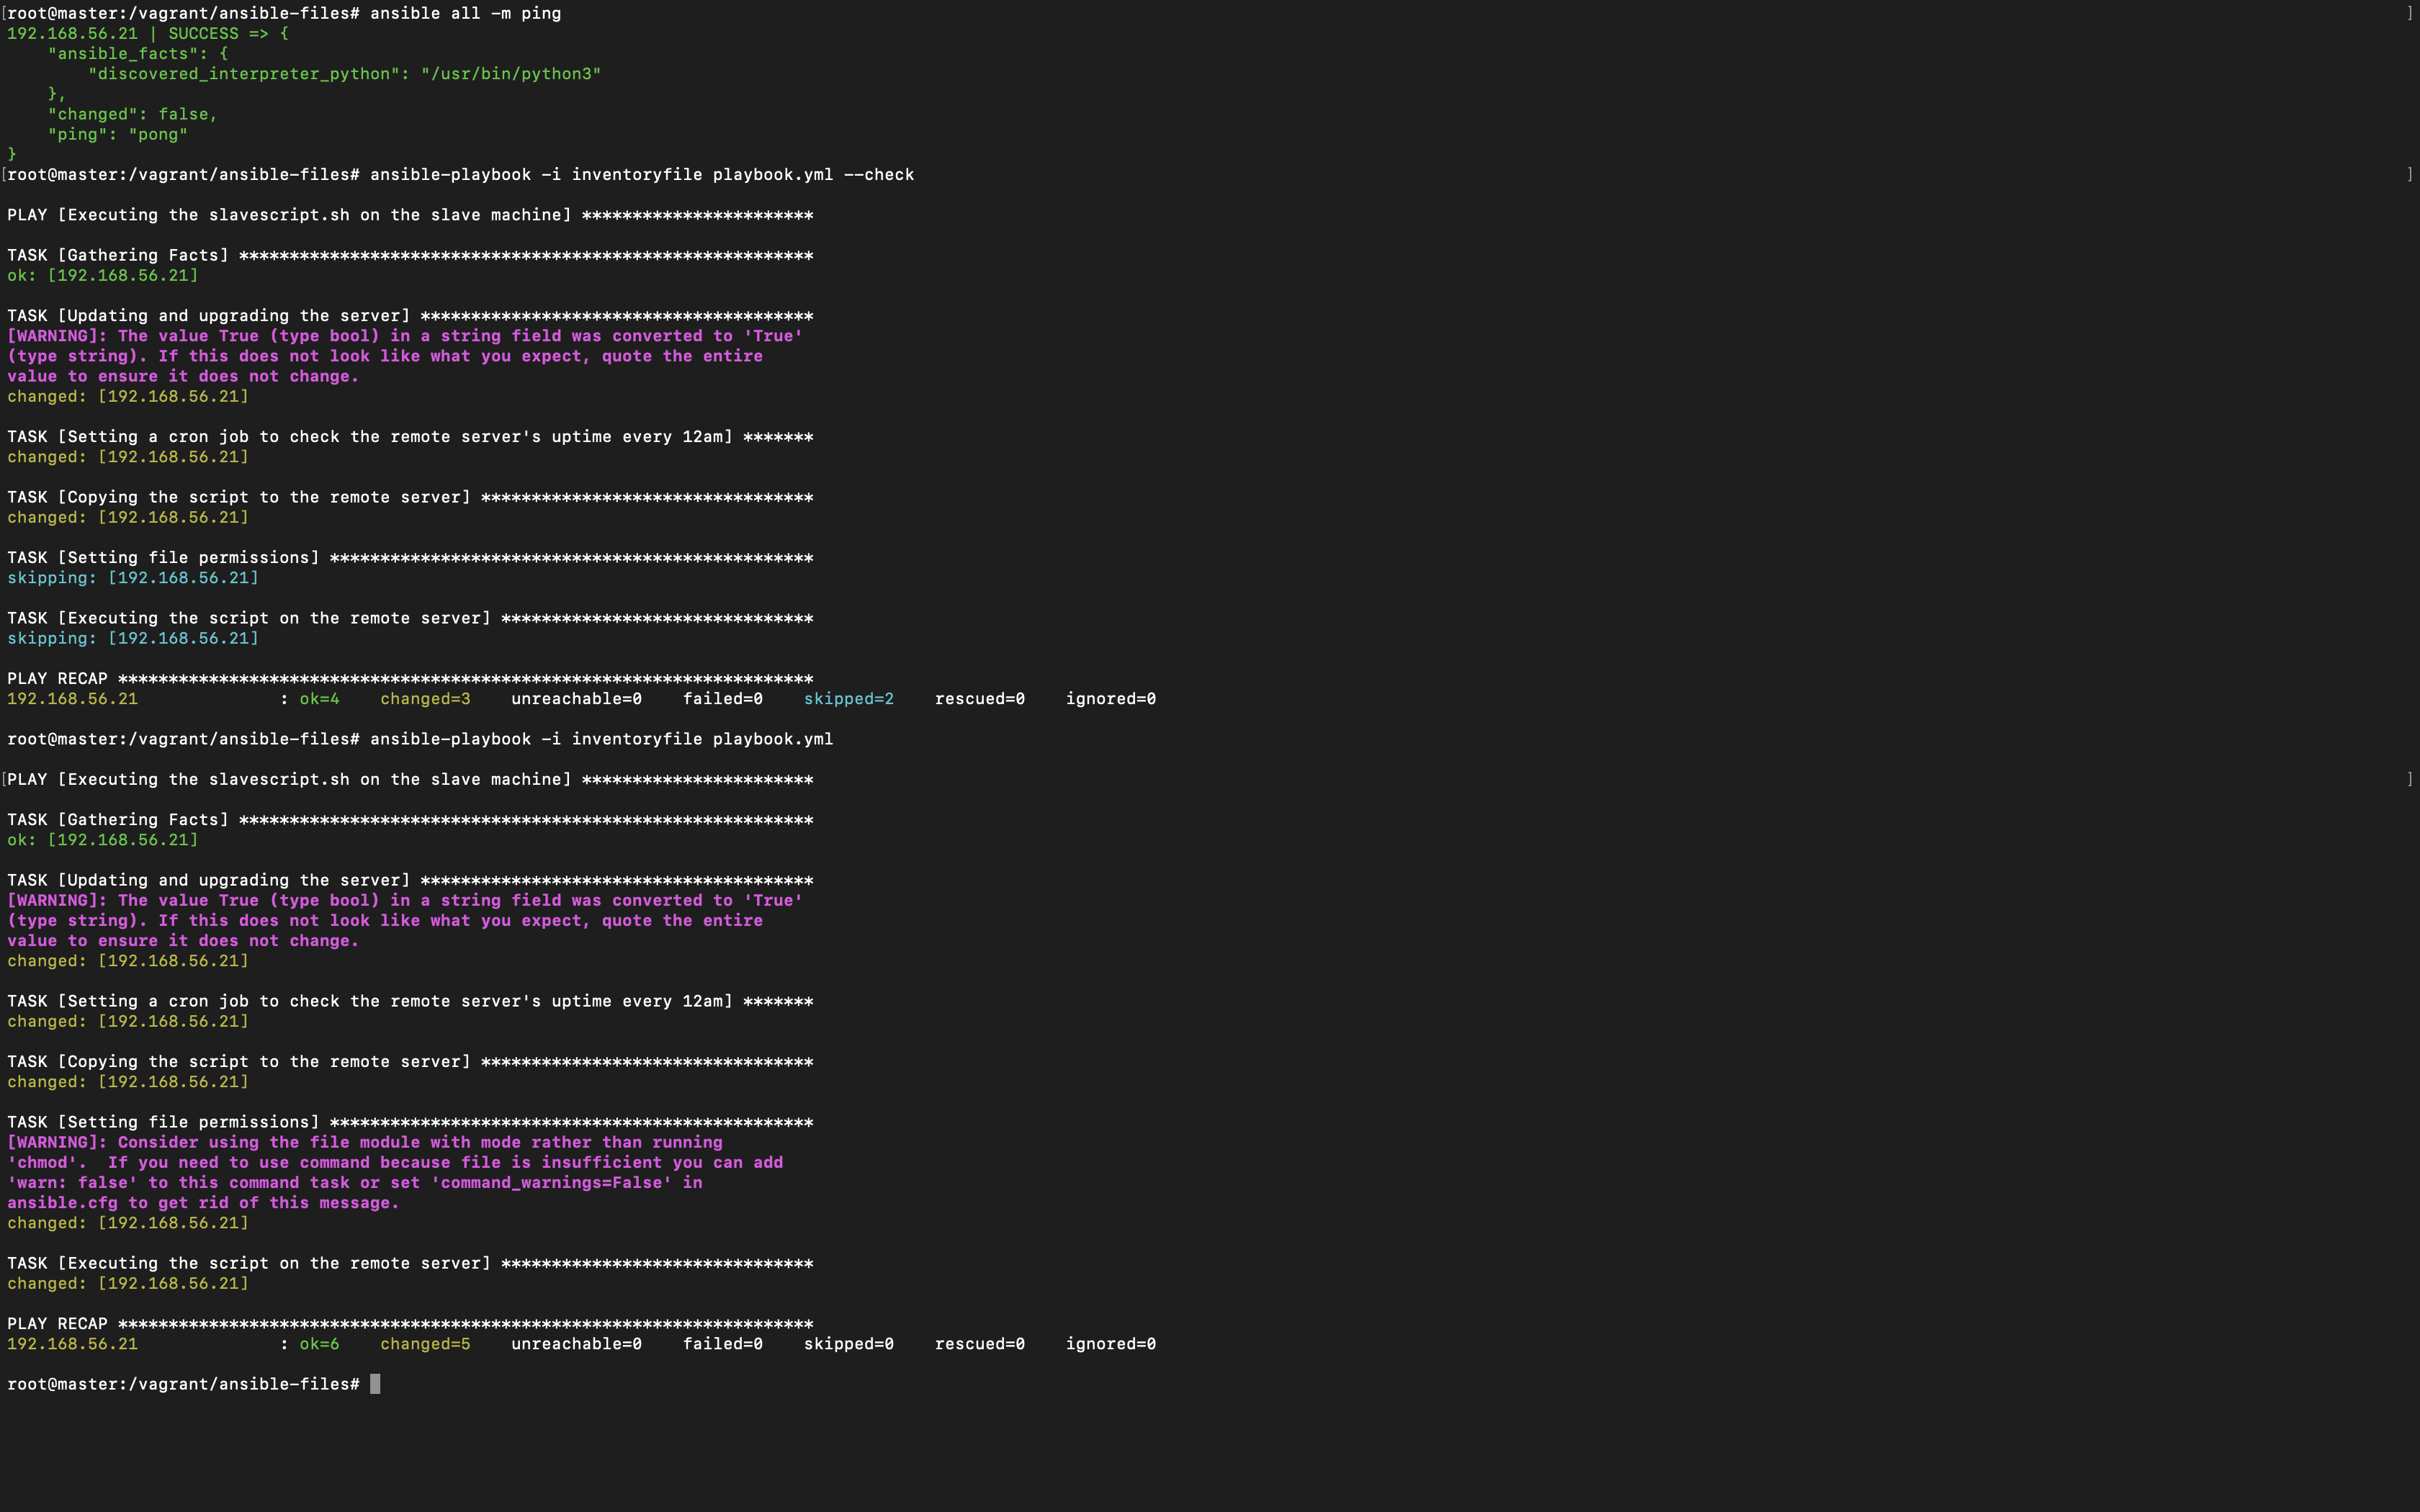 [root@master:/vagrant/ansible-files# ansible all -m ping ]
192.168.56.21 | SUCCESS => {
    "ansible_facts": {
        "discovered_interpreter_python": "/usr/bin/python3"
    },
    "changed": false,
    "ping": "pong"
}
[root@master:/vagrant/ansible-files# ansible-playbook -i inventoryfile playbook.yml --check ]
PLAY [Executing the slavescript.sh on the slave machine] ***********************
TASK [Gathering Facts] *********************************************************
ok: [192.168.56.21]
TASK [Updating and upgrading the server] ***************************************
[WARNING]: The value True (type bool) in a string field was converted to 'True'
(type string). If this does not look like what you expect, quote the entire
value to ensure it does not change.
changed: [192.168.56.21]
TASK [Setting a cron job to check the remote server's uptime every 12am] *******
changed: [192.168.56.21]
TASK [Copying the script to the remote server] *********************************
changed: [192.168.56.21]
TASK [Setting file permissions] ************************************************
skipping: [192.168.56.21]
TASK [Executing the script on the remote server] *******************************
skipping: [192.168.56.21]
PLAY RECAP *********************************************************************
192.168.56.21              : ok=4    changed=3    unreachable=0    failed=0    skipped=2    rescued=0    ignored=0
root@master:/vagrant/ansible-files# ansible-playbook -i inventoryfile playbook.yml
[PLAY [Executing the slavescript.sh on the slave machine] *********************** ]
TASK [Gathering Facts] *********************************************************
ok: [192.168.56.21]
TASK [Updating and upgrading the server] ***************************************
[WARNING]: The value True (type bool) in a string field was converted to 'True'
(type string). If this does not look like what you expect, quote the entire
value to ensure it does not change.
changed: [192.168.56.21]
TASK [Setting a cron job to check the remote server's uptime every 12am] *******
changed: [192.168.56.21]
TASK [Copying the script to the remote server] *********************************
changed: [192.168.56.21]
TASK [Setting file permissions] ************************************************
[WARNING]: Consider using the file module with mode rather than running
'chmod'.  If you need to use command because file is insufficient you can add
'warn: false' to this command task or set 'command_warnings=False' in
ansible.cfg to get rid of this message.
changed: [192.168.56.21]
TASK [Executing the script on the remote server] *******************************
changed: [192.168.56.21]
PLAY RECAP *********************************************************************
192.168.56.21              : ok=6    changed=5    unreachable=0    failed=0    skipped=0    rescued=0    ignored=0
root@master:/vagrant/ansible-files#